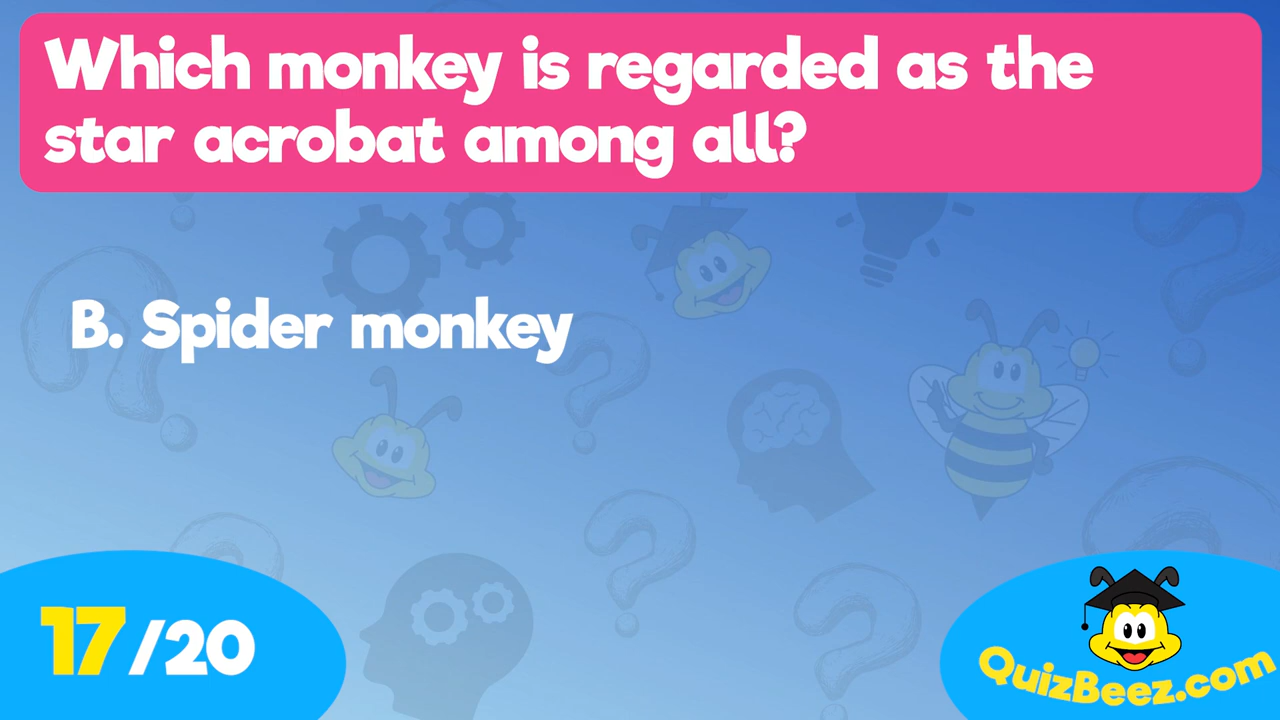 Which monkey is regarded as the
star acrobat among all?
B. Spider monkey
17/20
QuizBeez.com